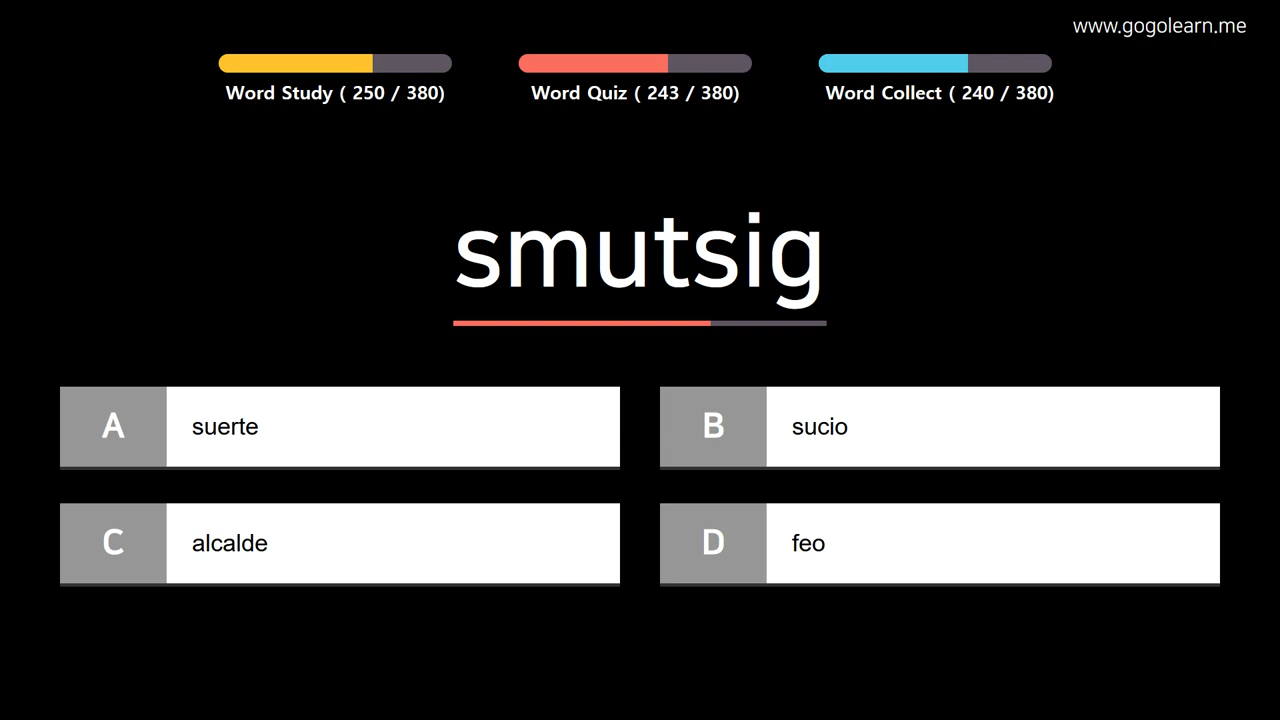 www.gogolearn.me
Word Study ( 250 / 380)
Word Quiz ( 243 / 380)
Word Collect ( 240 / 380)
smutsig
A suerte
B sucio
C alcalde
D feo